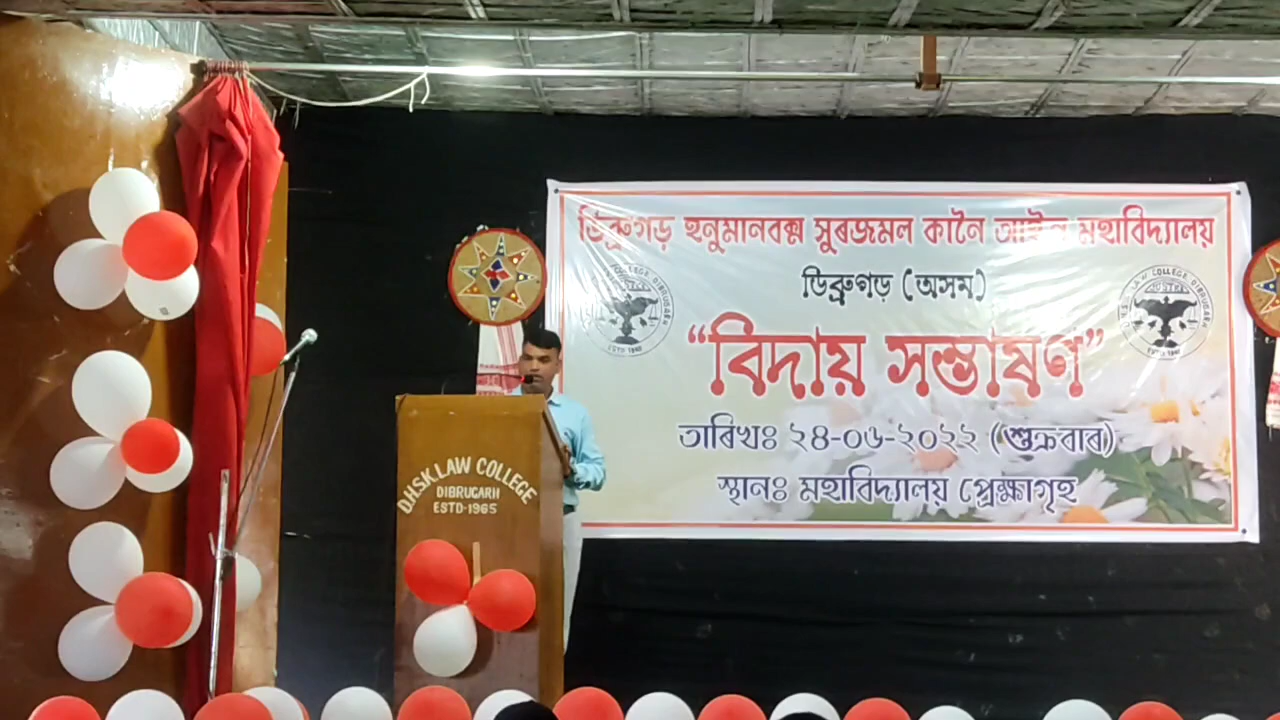 ডিব্ৰুগড় হনুমানবক্স সুৰজমল কানৈ আইন মহাবিদ্যালয়
ডিব্ৰুগড় (অসম)
“বিদায় সম্ভাষণ”
তাৰিখঃ ২৪-০৬-২০২২ (শুক্ৰবাৰ)
স্থানঃ মহাবিদ্যালয় প্ৰেক্ষাগৃহ
D.H.S.K LAW COLLEGE
DIBRUGARH
ESTD-1965